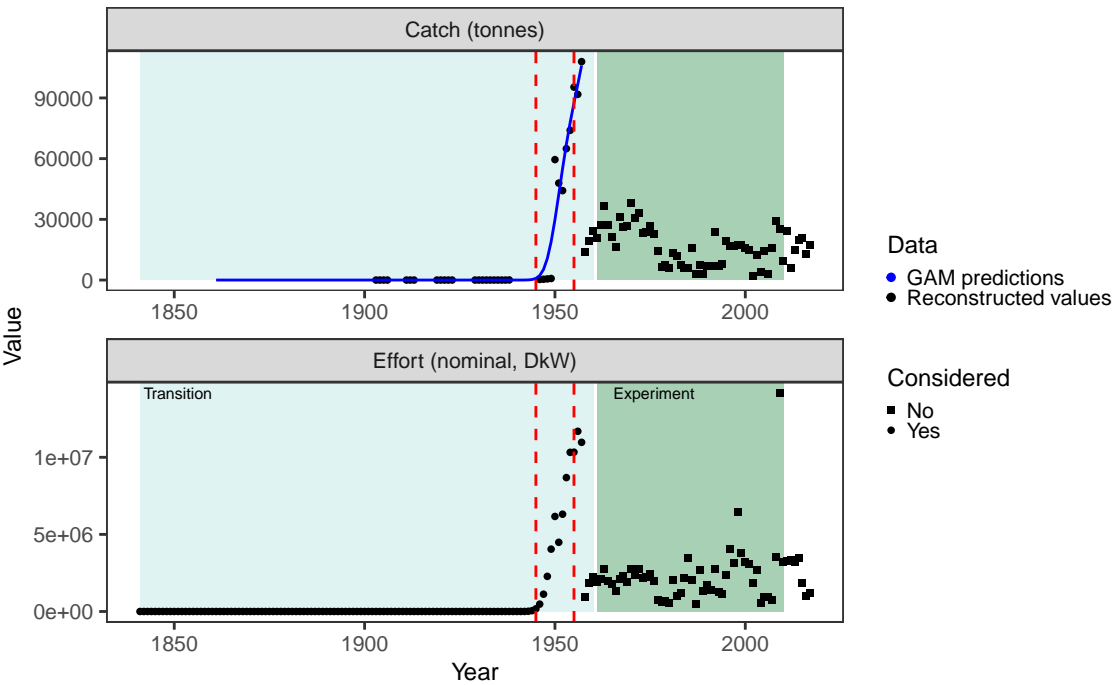 Catch (tonnes)
90000
60000
30000
0
1850 1900 1950 2000
Effort (nominal, DkW)
Transition Experiment
1e+07
5e+06
0e+00
1850 1900 1950 2000
Year
Value
Data
GAM predictions
Reconstructed values
Considered
No
Yes